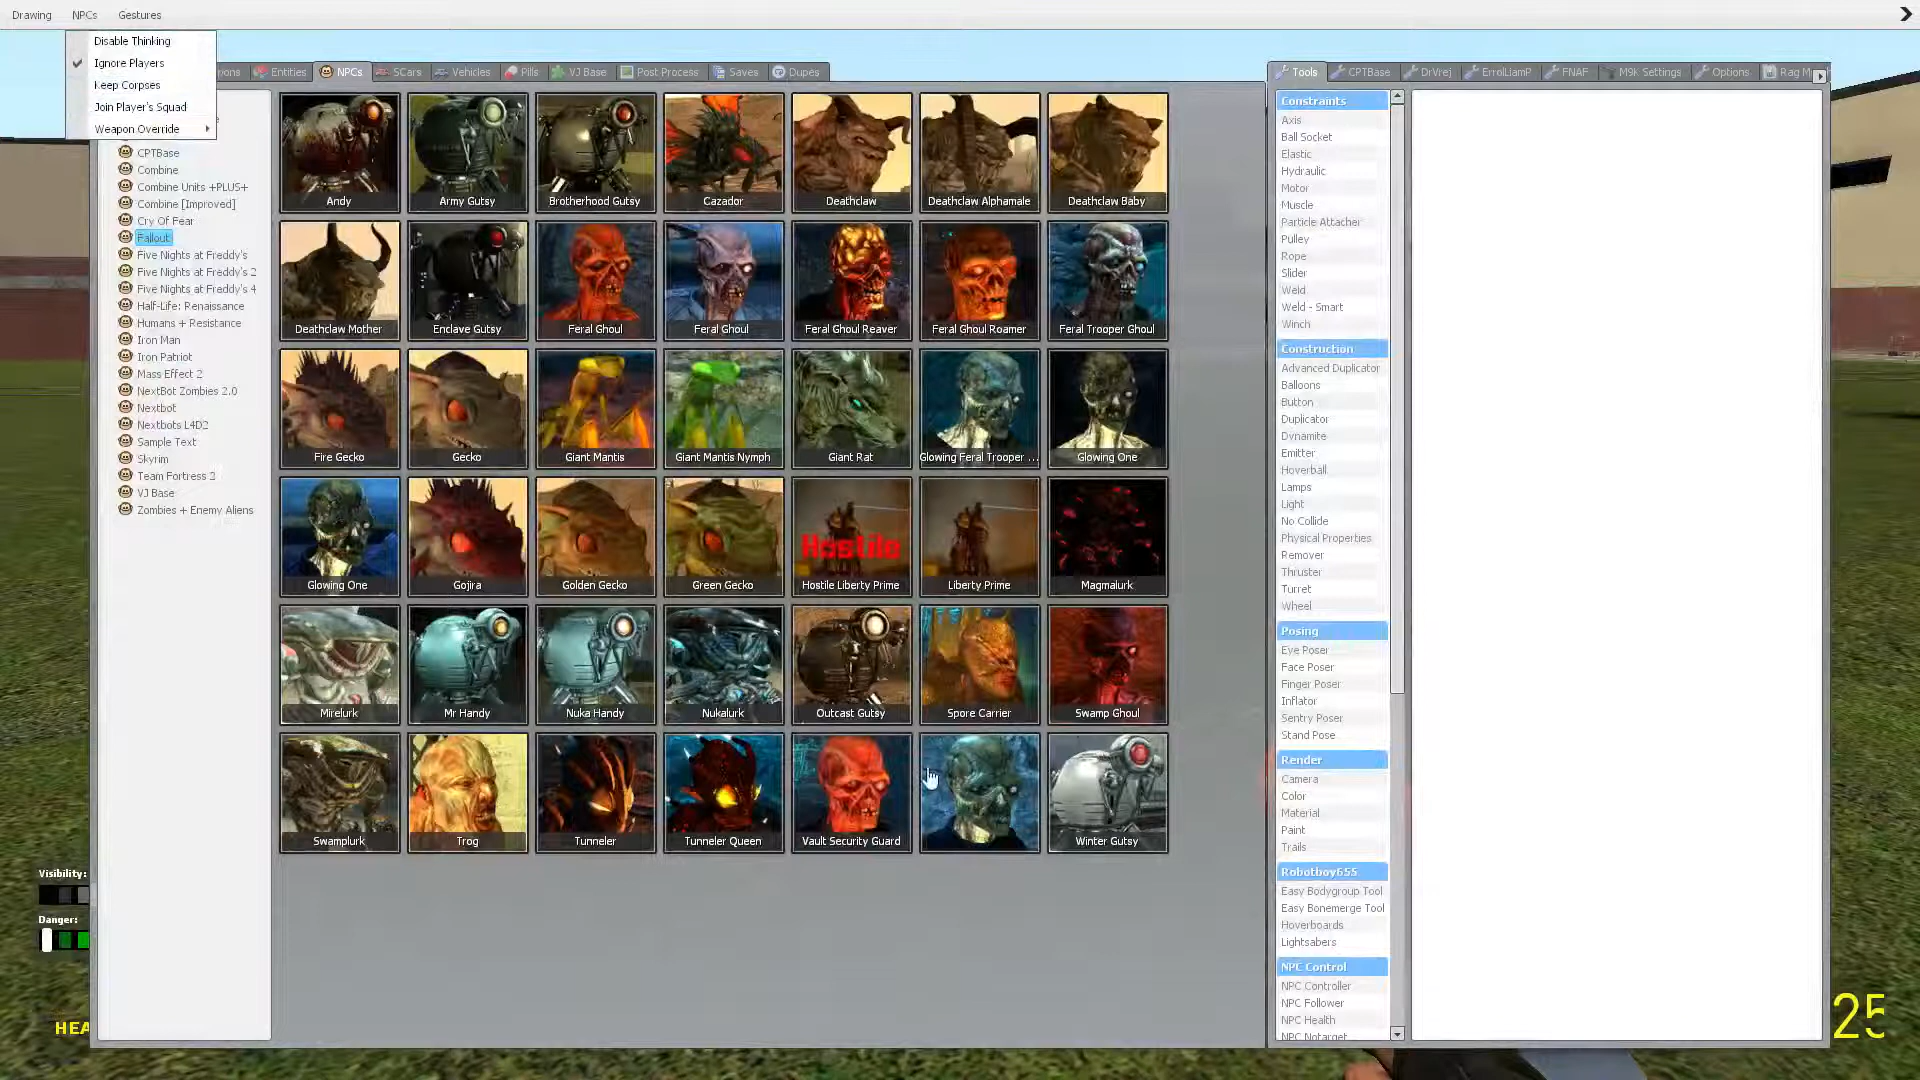 Drawing NPCs Gestures
Disable Thinking
Ignore Players
Keep Corpses
Join Player's Squad
Weapon Override
Entities NPCs SCars Vehicles Pills VJ Base Post Process Saves Dupes
CPTBase
Combine
Combine Units +PLUS+
Combine [Improved]
Cry Of Fear
Fallout
Five Nights at Freddy's
Five Nights at Freddy's 2
Five Nights at Freddy's 4
Half-Life: Renaissance
Humans + Resistance
Iron Man
Iron Patriot
Mass Effect 2
NextBot Zombies 2.0
Nextbot
Nextbots L4D2
Sample Text
Skyrim
Team Fortress 2
VJ Base
Zombies + Enemy Aliens
Andy Army Gutsy Brotherhood Gutsy Cazador Deathclaw Deathclaw Alphamale Deathclaw Baby
Deathclaw Mother Enclave Gutsy Feral Ghoul Feral Ghoul Feral Ghoul Reaver Feral Ghoul Roamer Feral Trooper Ghoul
Fire Gecko Gecko Giant Mantis Giant Mantis Nymph Giant Rat Glowing Feral Trooper ... Glowing One
Hostile
Glowing One Gojira Golden Gecko Green Gecko Hostile Liberty Prime Liberty Prime Magmalurk
Mirelurk Mr Handy Nuka Handy Nukalurk Outcast Gutsy Spore Carrier Swamp Ghoul
Swamplurk Trog Tunneler Tunneler Queen Vault Security Guard Winter Gutsy
Tools CPTBase DrVrej ErrolLiamP FNAF M9K Settings Options Rag M
Constraints
Axis
Ball Socket
Elastic
Hydraulic
Motor
Muscle
Particle Attacher
Pulley
Rope
Slider
Weld
Weld - Smart
Winch
Construction
Advanced Duplicator
Balloons
Button
Duplicator
Dynamite
Emitter
Hoverball
Lamps
Light
No Collide
Physical Properties
Remover
Thruster
Turret
Wheel
Posing
Eye Poser
Face Poser
Finger Poser
Inflator
Sentry Poser
Stand Pose
Render
Camera
Color
Material
Paint
Trails
Robotboy655
Easy Bodygroup Tool
Easy Bonemerge Tool
Hoverboards
Lightsabers
NPC Control
NPC Controller
NPC Follower
NPC Health
NPC Notarget
Visibility:
Danger:
HEA
25